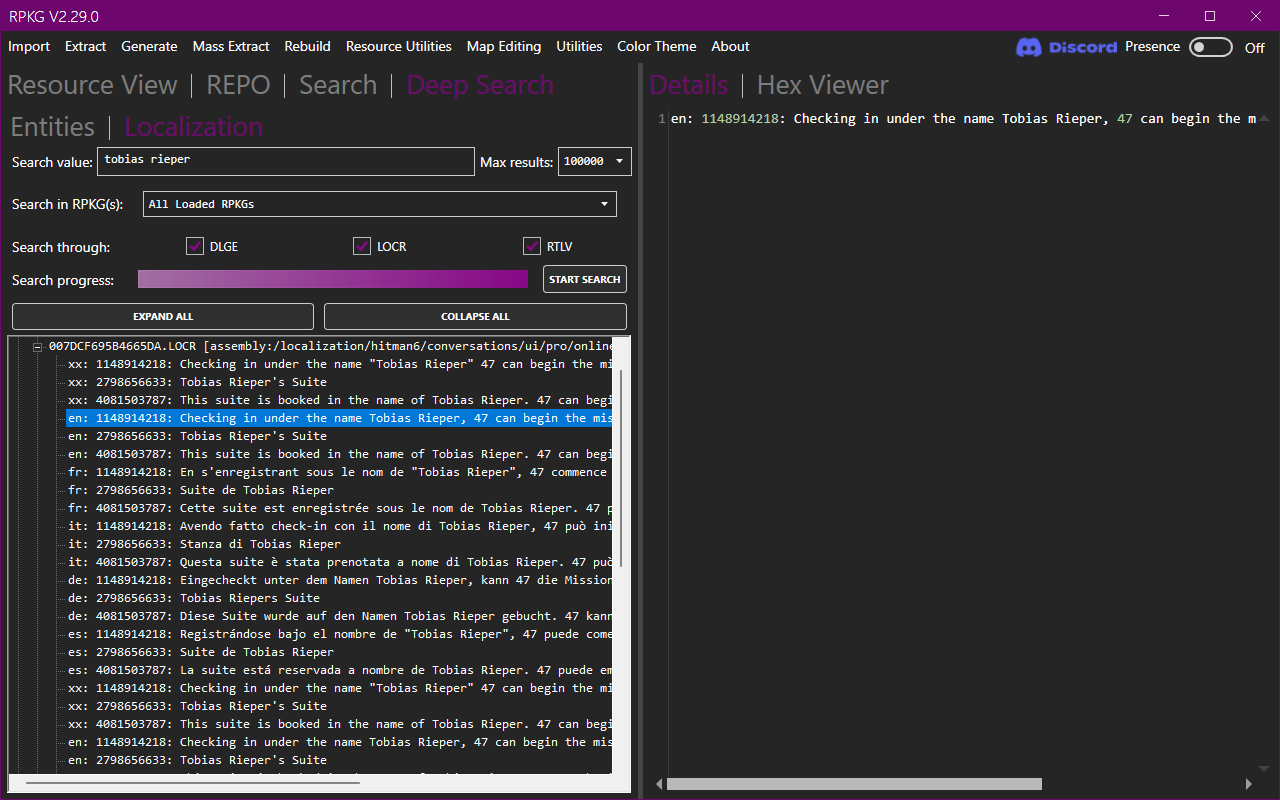 RPKG V2.29.0
Import Extract Generate Mass Extract Rebuild Resource Utilities Map Editing Utilities Color Theme About Discord Presence Off
Resource View | REPO | Search | Deep Search
Entities | Localization
Search value: tobias rieper Max results: 100000
Search in RPKG(s): All Loaded RPKGs
Search through: DLGE LOCR RTLV
Search progress: START SEARCH
EXPAND ALL COLLAPSE ALL
007DCF695B4665DA.LOCR [assembly:/localization/hitman6/conversations/ui/pro/online
xx: 1148914218: Checking in under the name "Tobias Rieper" 47 can begin the mi
xx: 2798656633: Tobias Rieper's Suite
xx: 4081503787: This suite is booked in the name of Tobias Rieper. 47 can begi
en: 1148914218: Checking in under the name Tobias Rieper, 47 can begin the mis
en: 2798656633: Tobias Rieper's Suite
en: 4081503787: This suite is booked in the name of Tobias Rieper. 47 can begi
fr: 1148914218: En s'enregistrant sous le nom de "Tobias Rieper", 47 commence
fr: 2798656633: Suite de Tobias Rieper
fr: 4081503787: Cette suite est enregistrée sous le nom de Tobias Rieper. 47 p
it: 1148914218: Avendo fatto check-in con il nome di Tobias Rieper, 47 può ini
it: 2798656633: Stanza di Tobias Rieper
it: 4081503787: Questa suite è stata prenotata a nome di Tobias Rieper. 47 può
de: 1148914218: Eingecheckt unter dem Namen Tobias Rieper, kann 47 die Mission
de: 2798656633: Tobias Riepers Suite
de: 4081503787: Diese Suite wurde auf den Namen Tobias Rieper gebucht. 47 kann
es: 1148914218: Registrándose bajo el nombre de "Tobias Rieper", 47 puede come
es: 2798656633: Suite de Tobias Rieper
es: 4081503787: La suite está reservada a nombre de Tobias Rieper. 47 puede em
xx: 1148914218: Checking in under the name "Tobias Rieper" 47 can begin the mi
xx: 2798656633: Tobias Rieper's Suite
xx: 4081503787: This suite is booked in the name of Tobias Rieper. 47 can begi
en: 1148914218: Checking in under the name Tobias Rieper, 47 can begin the mis
en: 2798656633: Tobias Rieper's Suite
Details | Hex Viewer
1 en: 1148914218: Checking in under the name Tobias Rieper, 47 can begin the m